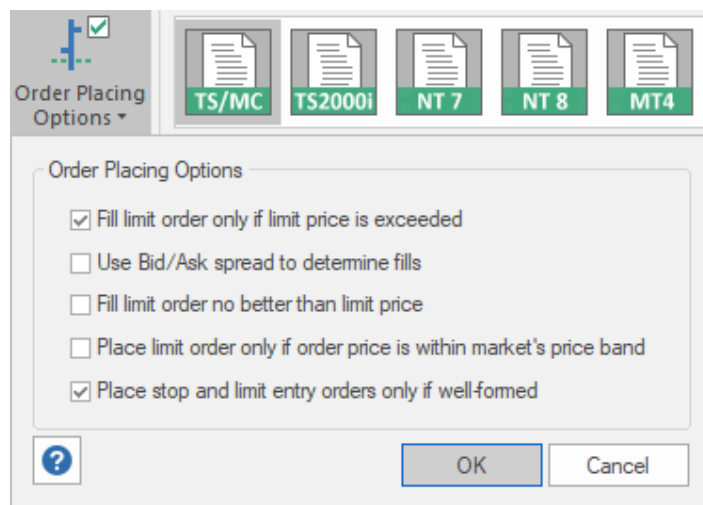 Order Placing
Options
TS/MC
TS2000i
NT 7
NT 8
MT4
Order Placing Options
Fill limit order only if limit price is exceeded
Use Bid/Ask spread to determine fills
Fill limit order no better than limit price
Place limit order only if order price is within market's price band
Place stop and limit entry orders only if well-formed
?
OK
Cancel